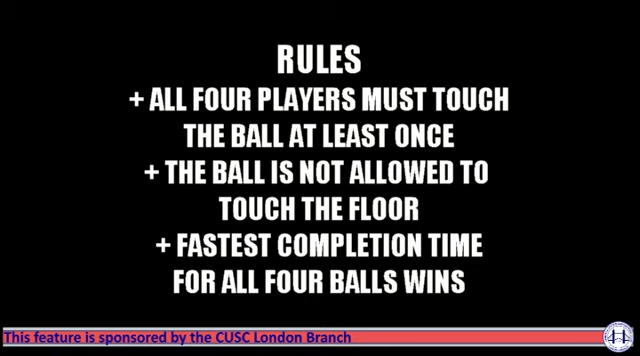 RULES
+ ALL FOUR PLAYERS MUST TOUCH
THE BALL AT LEAST ONCE
+ THE BALL IS NOT ALLOWED TO
TOUCH THE FLOOR
+ FASTEST COMPLETION TIME
FOR ALL FOUR BALLS WINS
This feature is sponsored by the CUSC London Branch